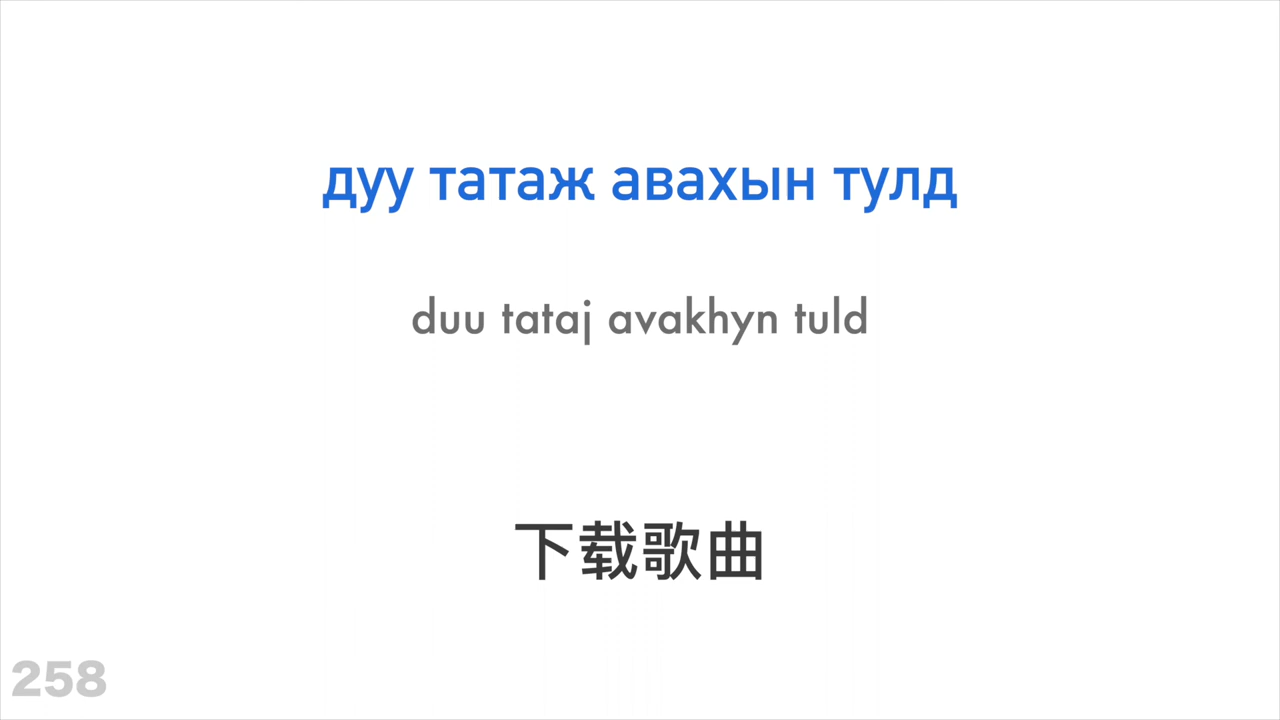 дуу татаж авахын тулд
duu tataj avakhyn tuld
下载歌曲
258